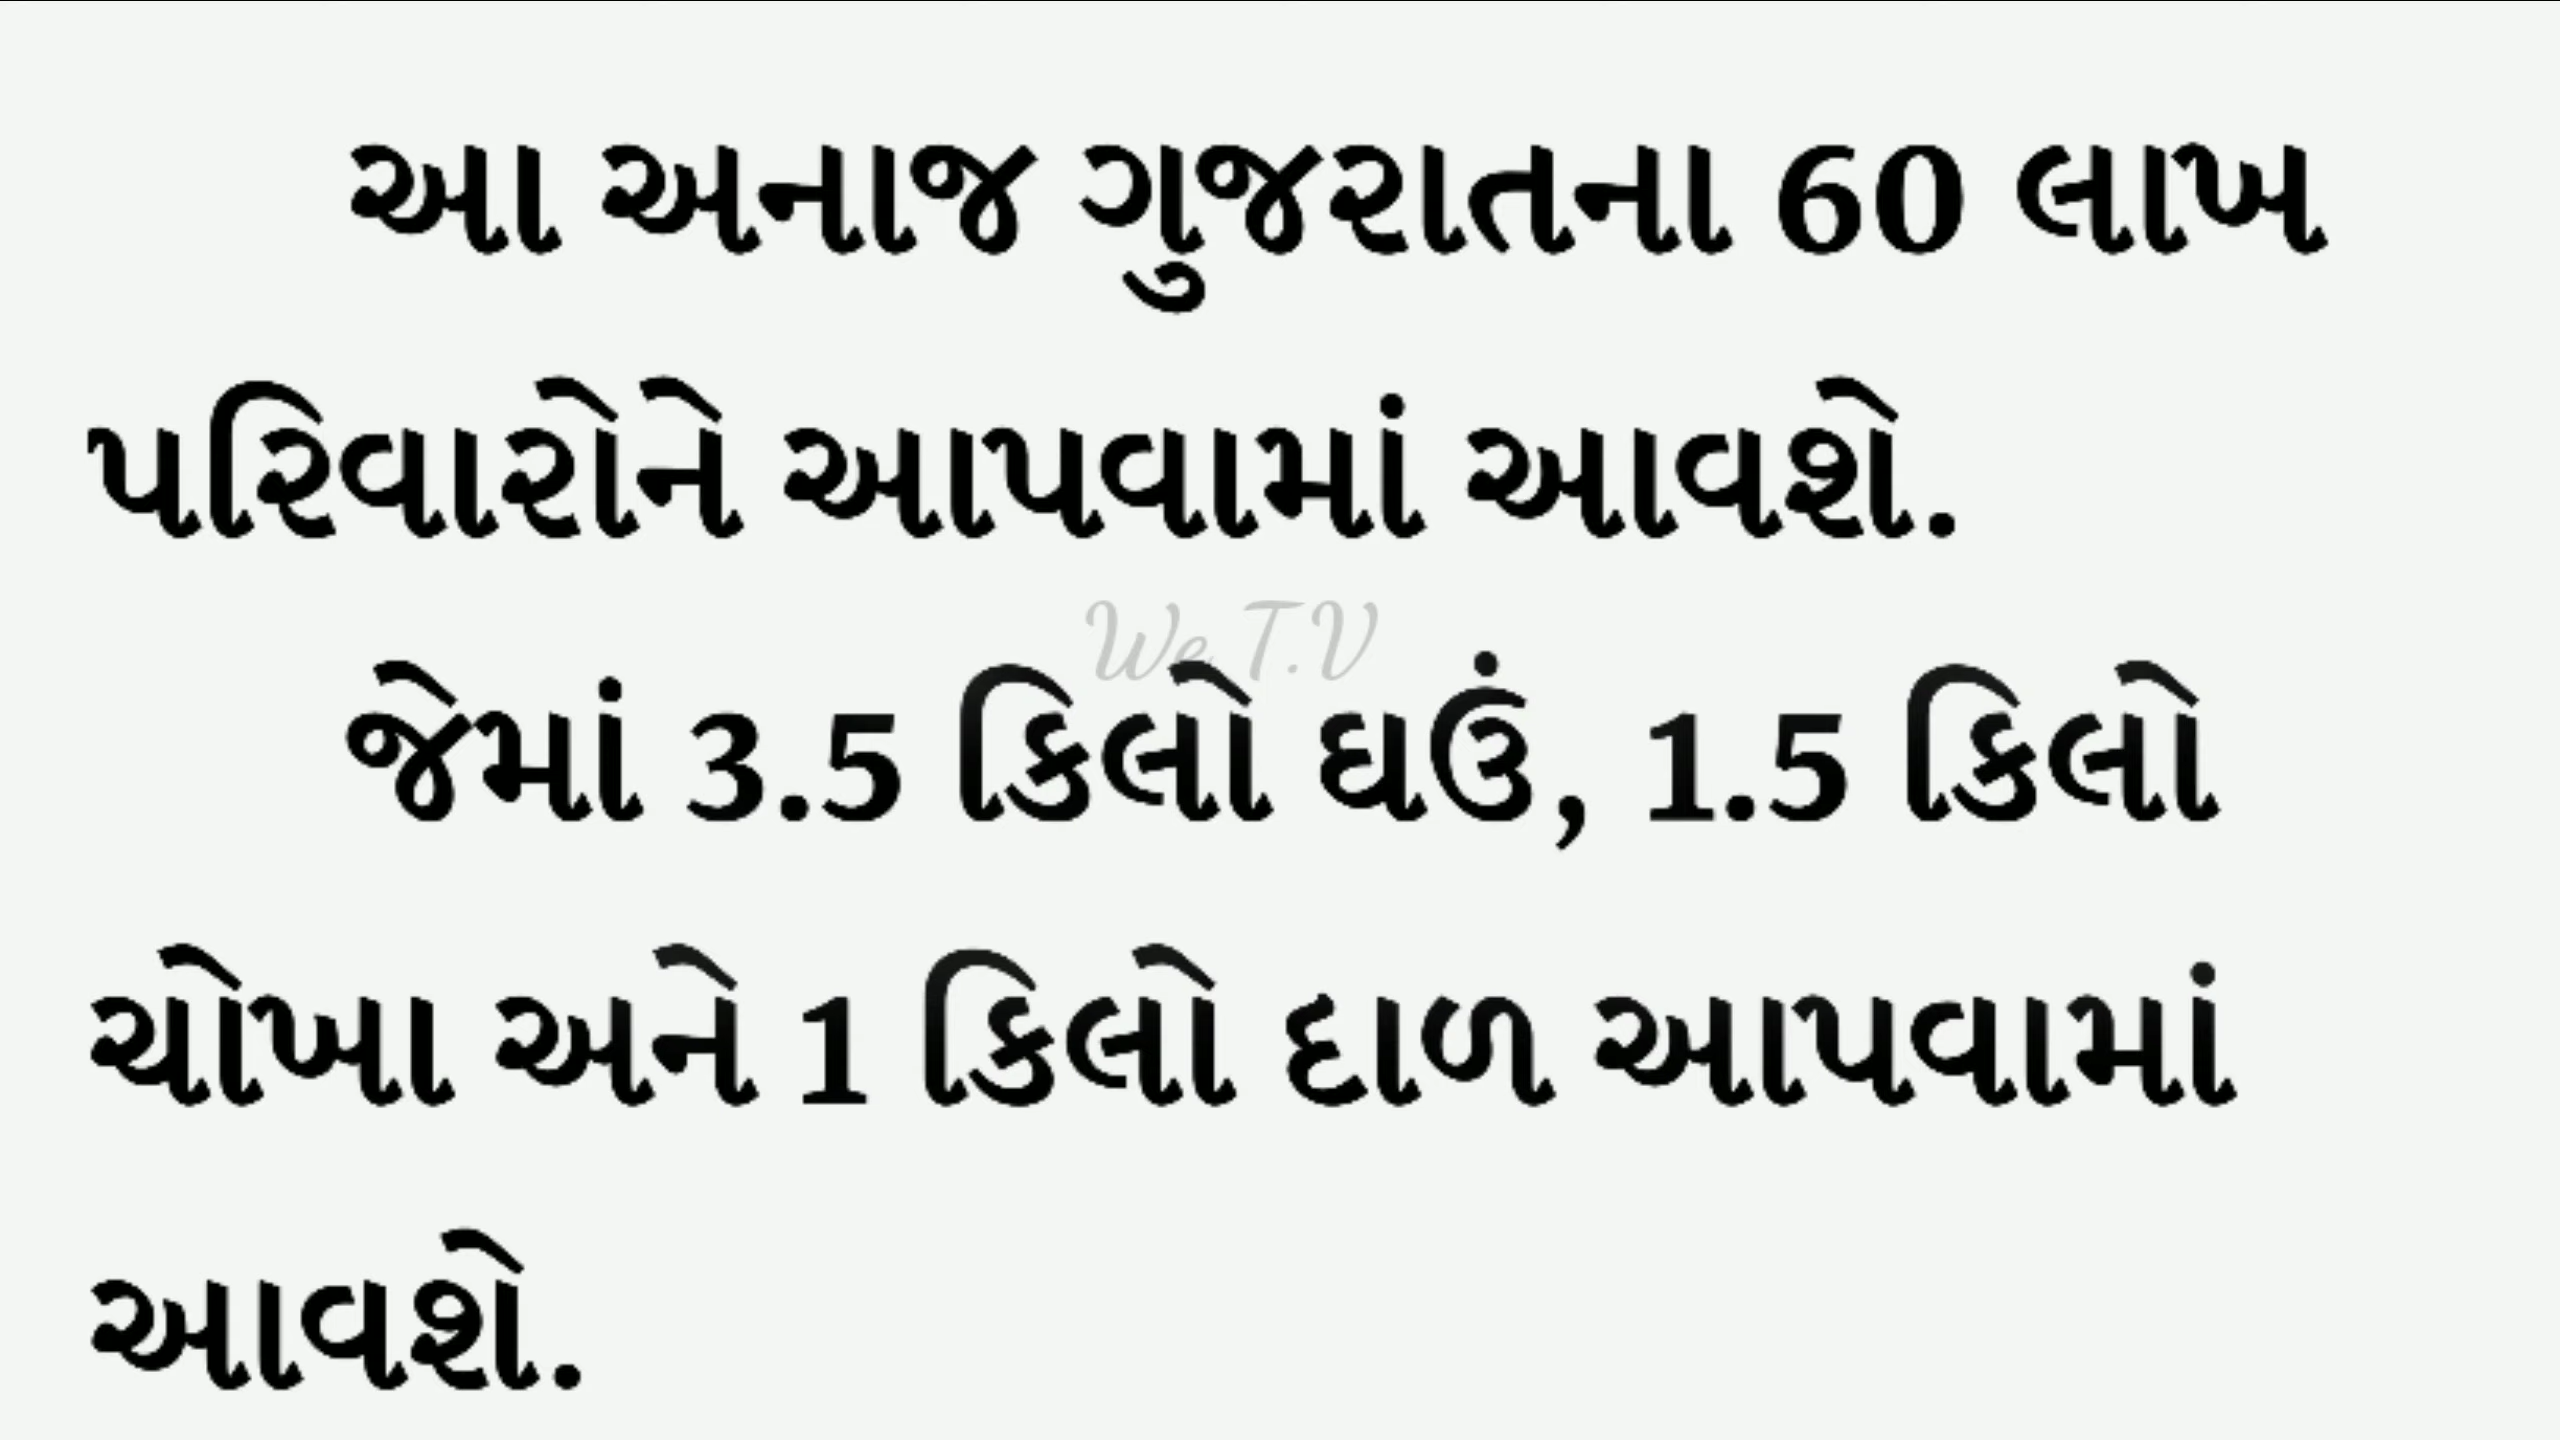 આ અનાજ ગુજરાતના 60 લાખ
પરિવારોને આપવામાં આવશે.
We T.V
જેમાં 3.5 કિલો ઘઉં, 1.5 કિલો
ચોખા અને 1 કિલો દાળ આપવામાં
આવશે.